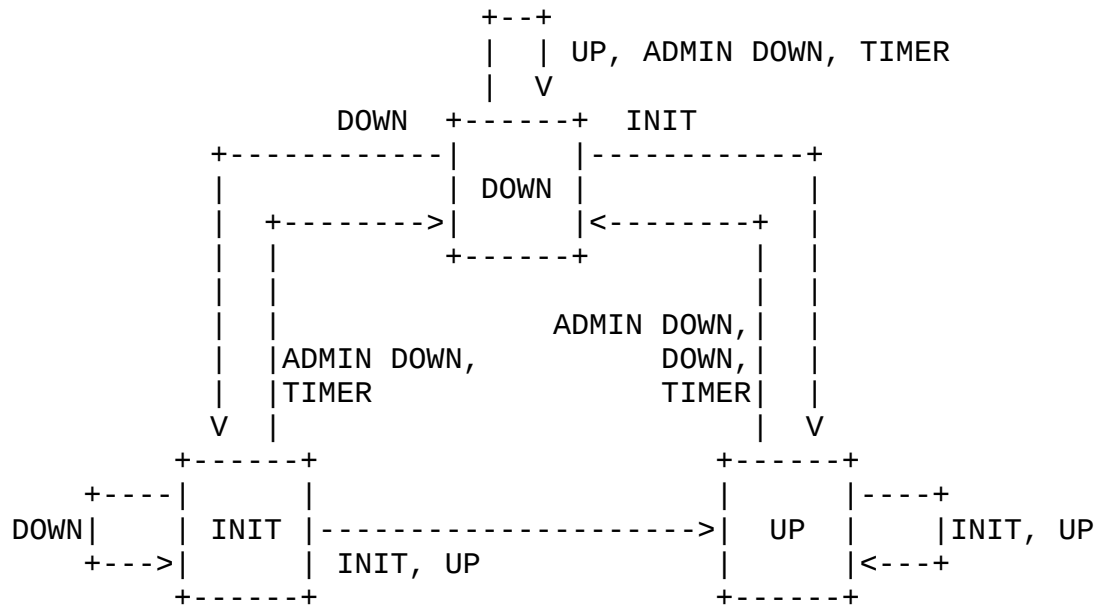 UP, ADMIN DOWN, TIMER
DOWN INIT
DOWN
ADMIN DOWN,
ADMIN DOWN, DOWN,
TIMER TIMER
DOWN INIT UP INIT, UP
INIT, UP